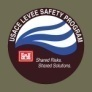 USACE LEVEE SAFETY PROGRAM
Shared Risks.
Shared Solutions.